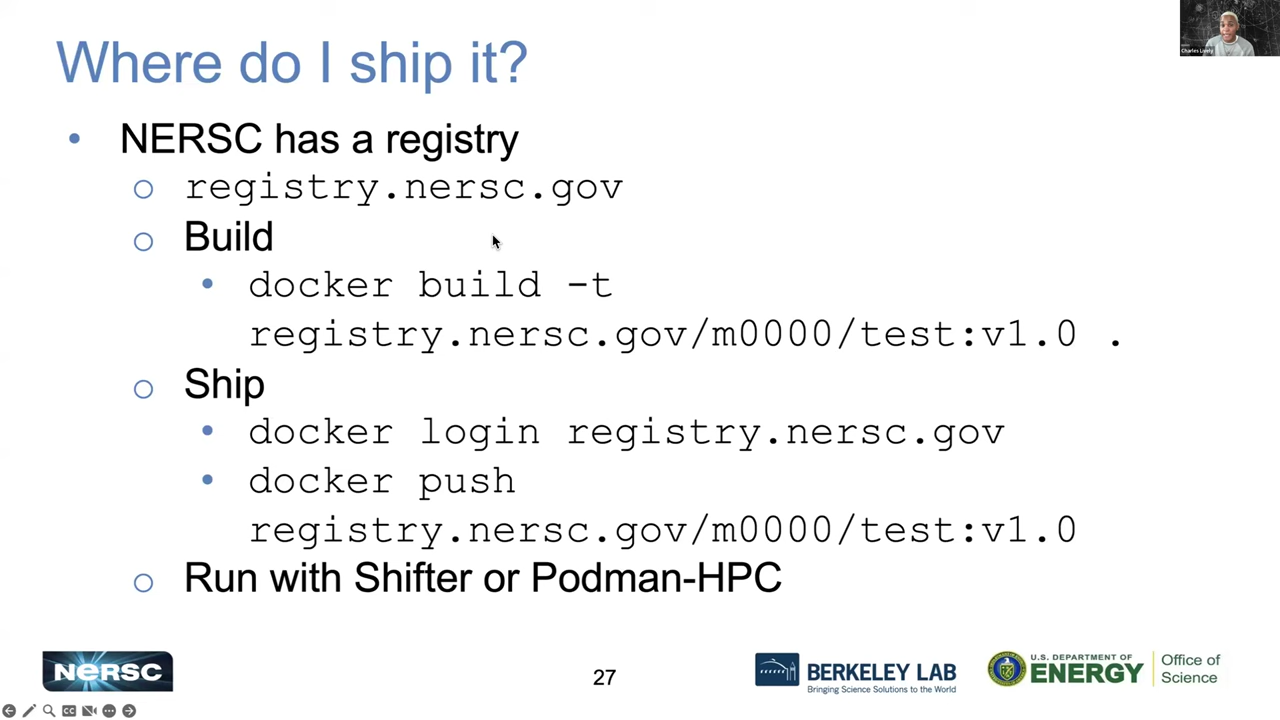 Where do I ship it?
Charles Lively
• NERSC has a registry
o registry.nersc.gov
o Build
• docker build -t
registry.nersc.gov/m0000/test:v1.0 .
o Ship
• docker login registry.nersc.gov
• docker push
registry.nersc.gov/m0000/test:v1.0
o Run with Shifter or Podman-HPC
NERSC
27
BERKELEY LAB
Bringing Science Solutions to the World
U.S. DEPARTMENT OF
ENERGY
Office of
Science